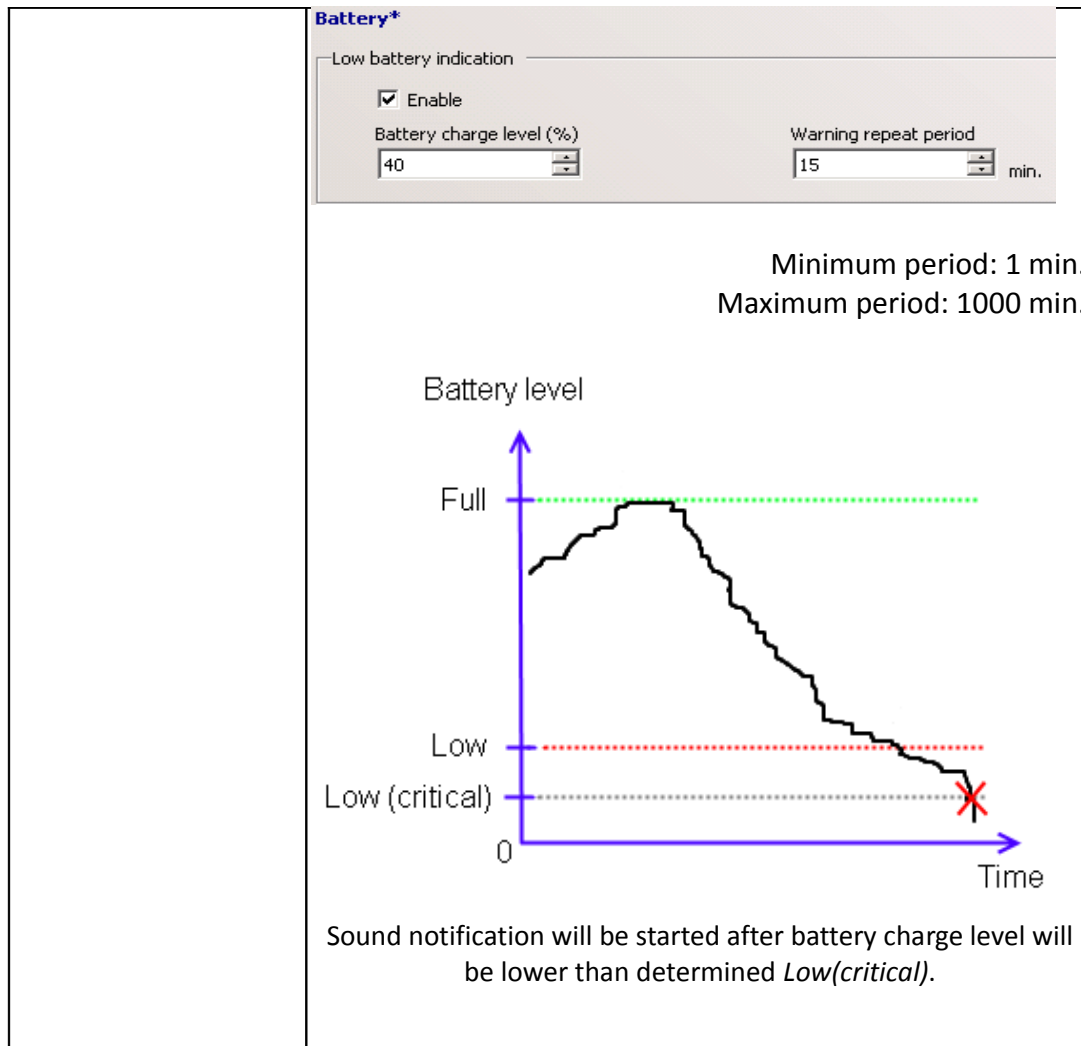 Battery*
Low battery indication
Enable
Battery charge level (%)
Warning repeat period
40
15
min.
Minimum period: 1 min.
Maximum period: 1000 min.
Battery level
Full
Low
Low (critical)
0
Time
Sound notification will be started after battery charge level will
be lower than determined Low(critical).